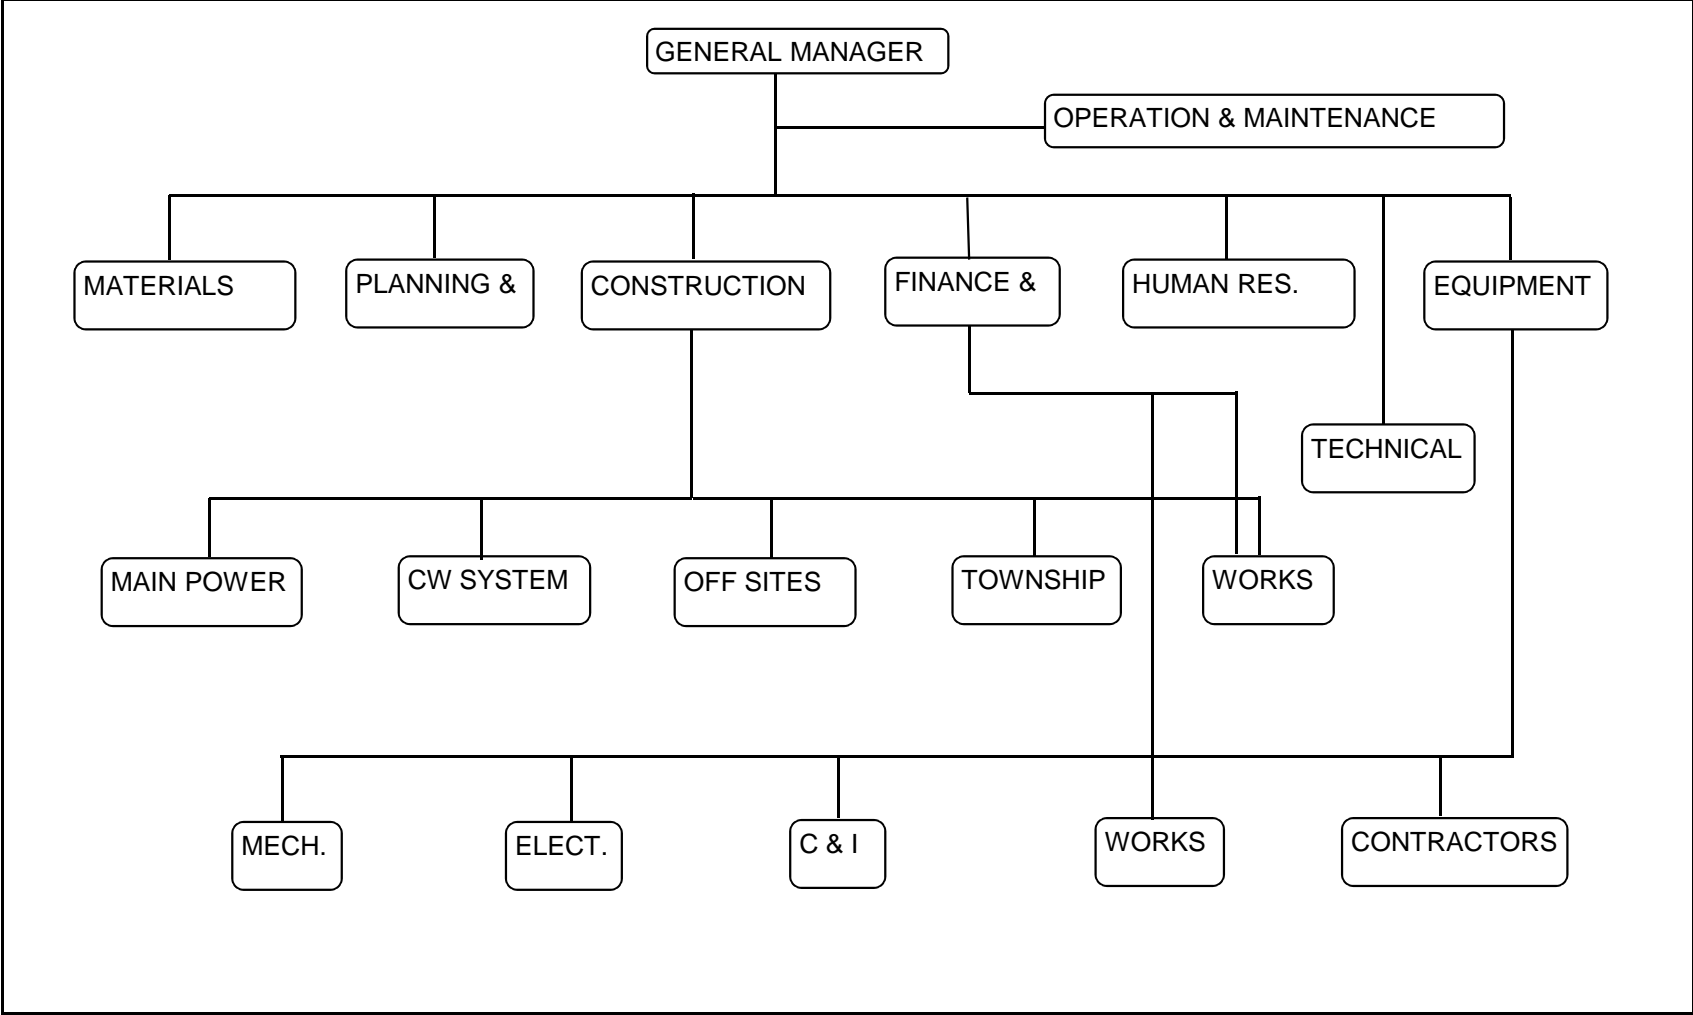 GENERAL MANAGER
OPERATION & MAINTENANCE
MATERIALS
PLANNING &
CONSTRUCTION
FINANCE &
HUMAN RES.
EQUIPMENT
TECHNICAL
MAIN POWER
CW SYSTEM
OFF SITES
TOWNSHIP
WORKS
MECH.
ELECT.
C & I
WORKS
CONTRACTORS